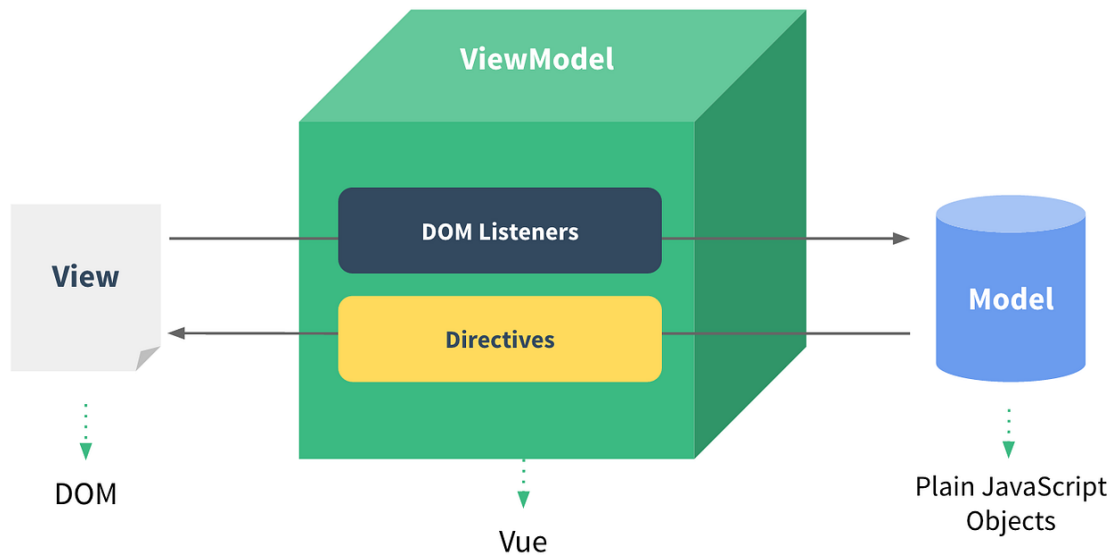 ViewModel
DOM Listeners
View
Model
Directives
DOM
Plain JavaScript
Objects
Vue